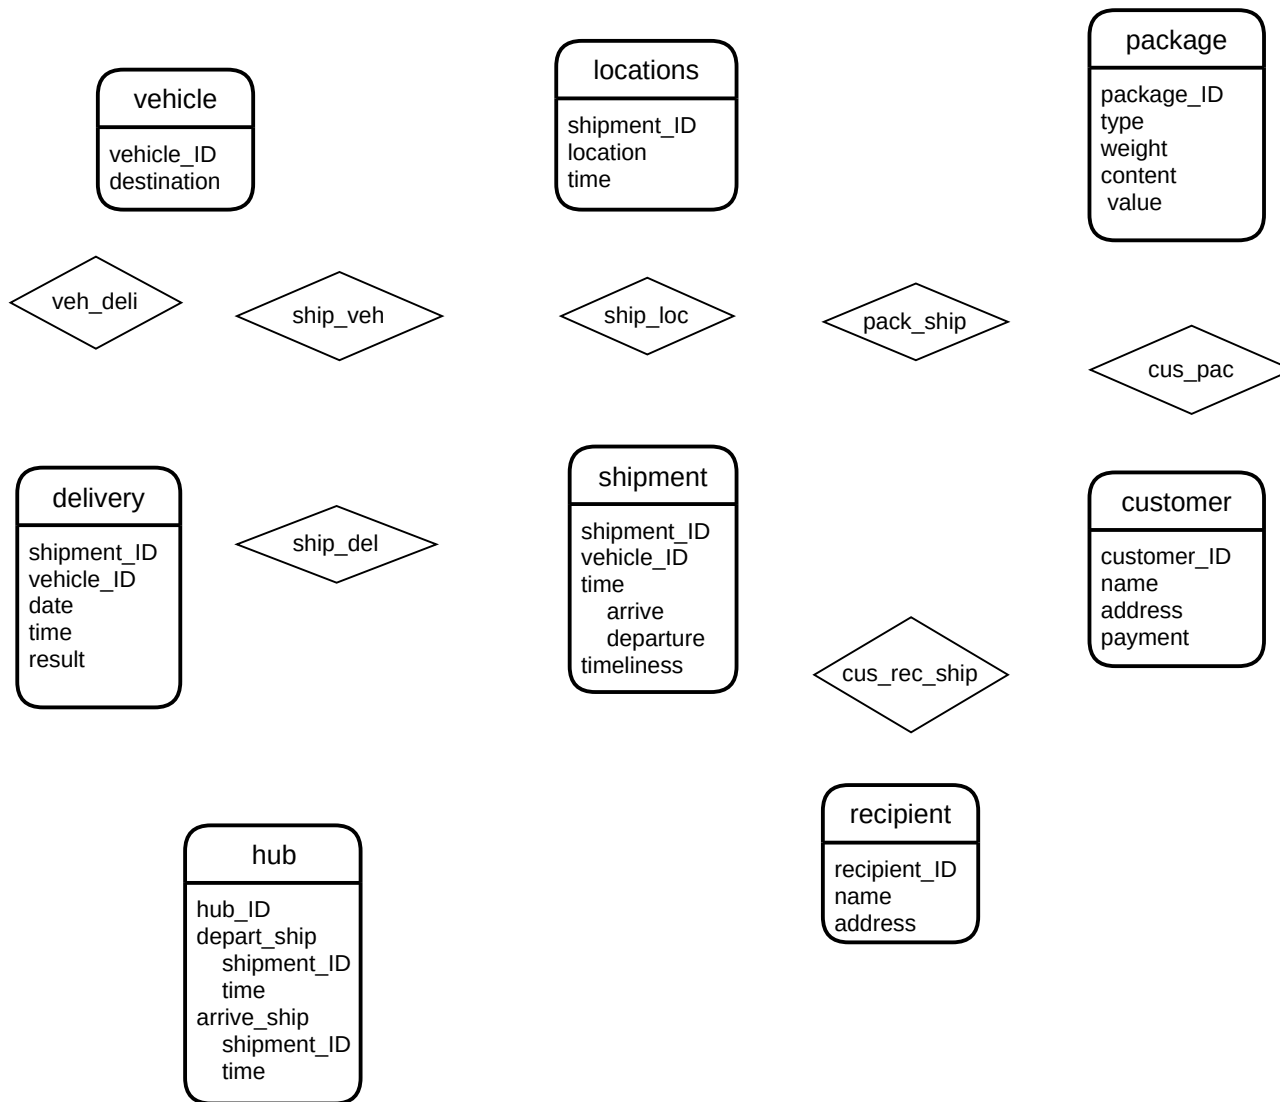 vehicle
vehicle_ID
destination
locations
shipment_ID
location
time
package
package_ID
type
weight
content
value
veh_deli
ship_veh
ship_loc
pack_ship
cus_pac
delivery
shipment_ID
vehicle_ID
date
time
result
ship_del
shipment
shipment_ID
vehicle_ID
time
arrive
departure
timeliness
cus_rec_ship
customer
customer_ID
name
address
payment
hub
hub_ID
depart_ship
shipment_ID
time
arrive_ship
shipment_ID
time
recipient
recipient_ID
name
address